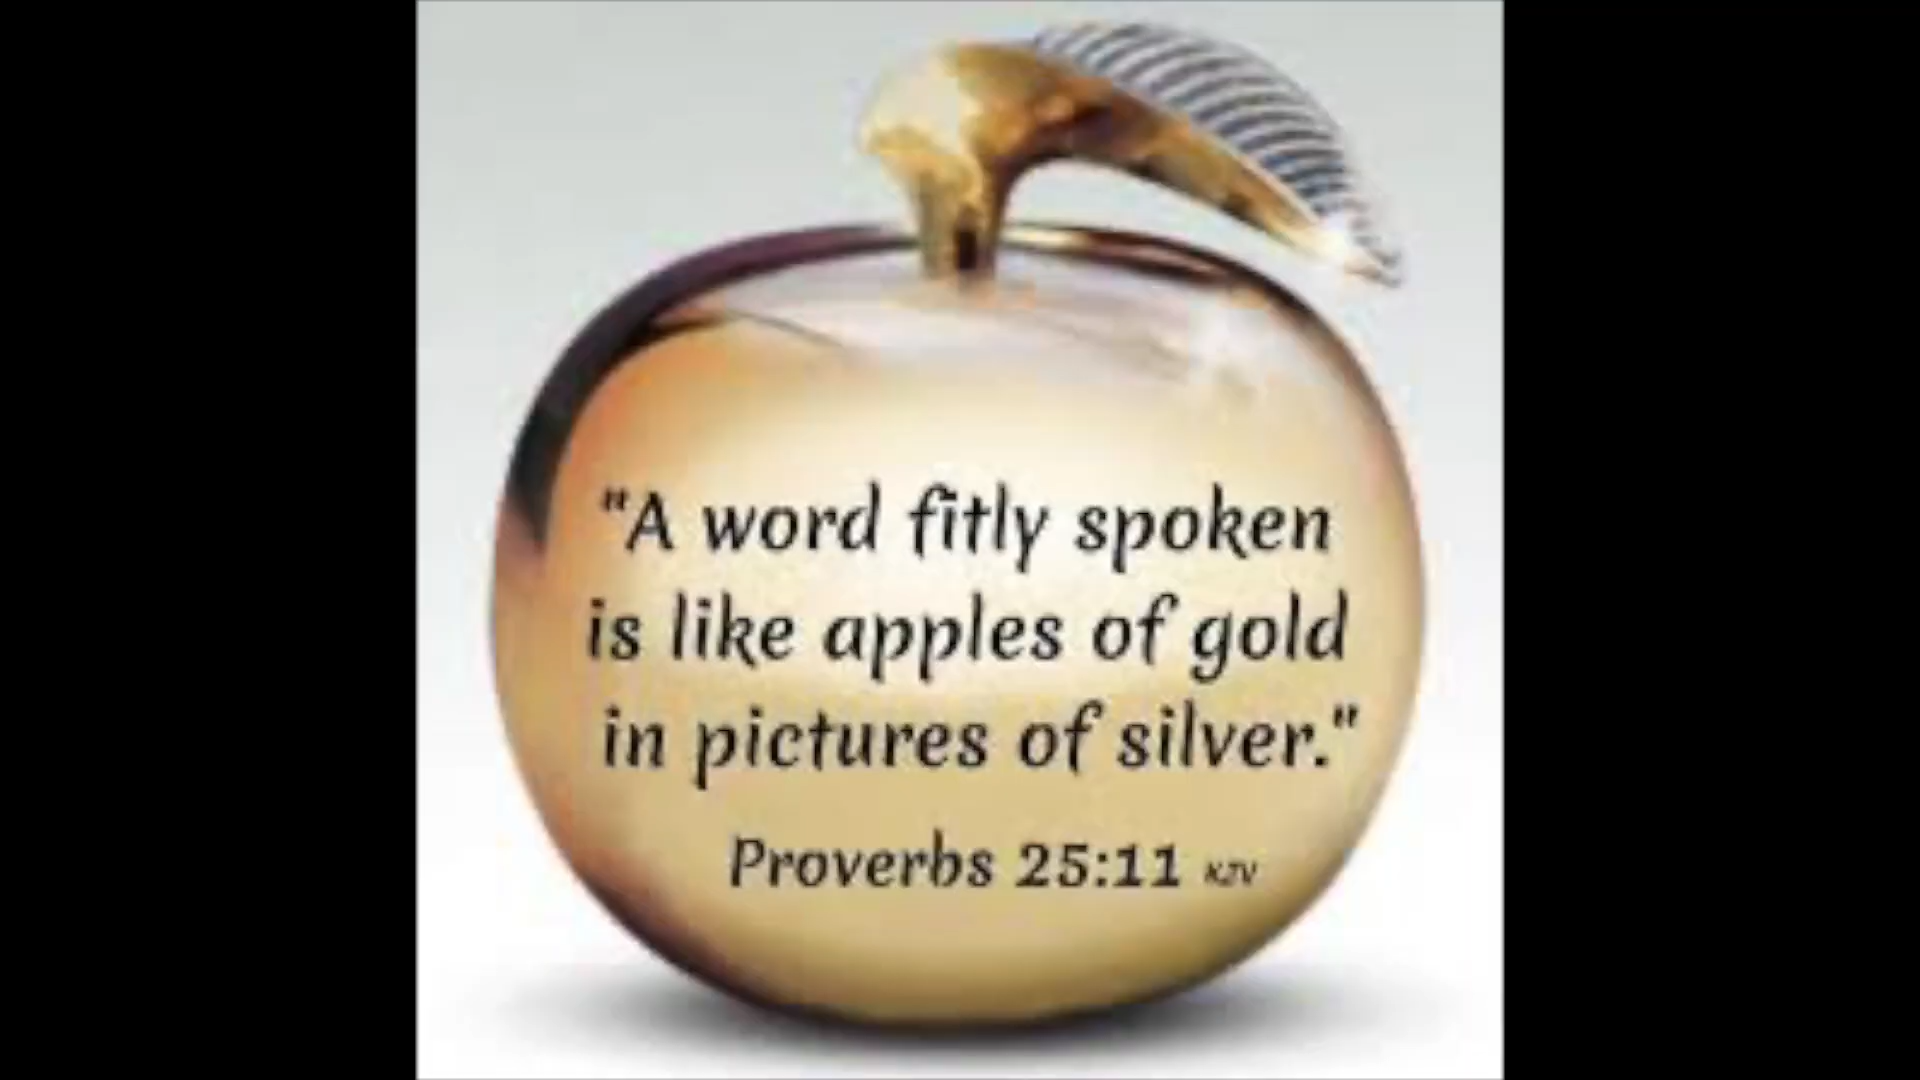 "A word fitly spoken
is like apples of gold
in pictures of silver."
Proverbs 25:11 KJV